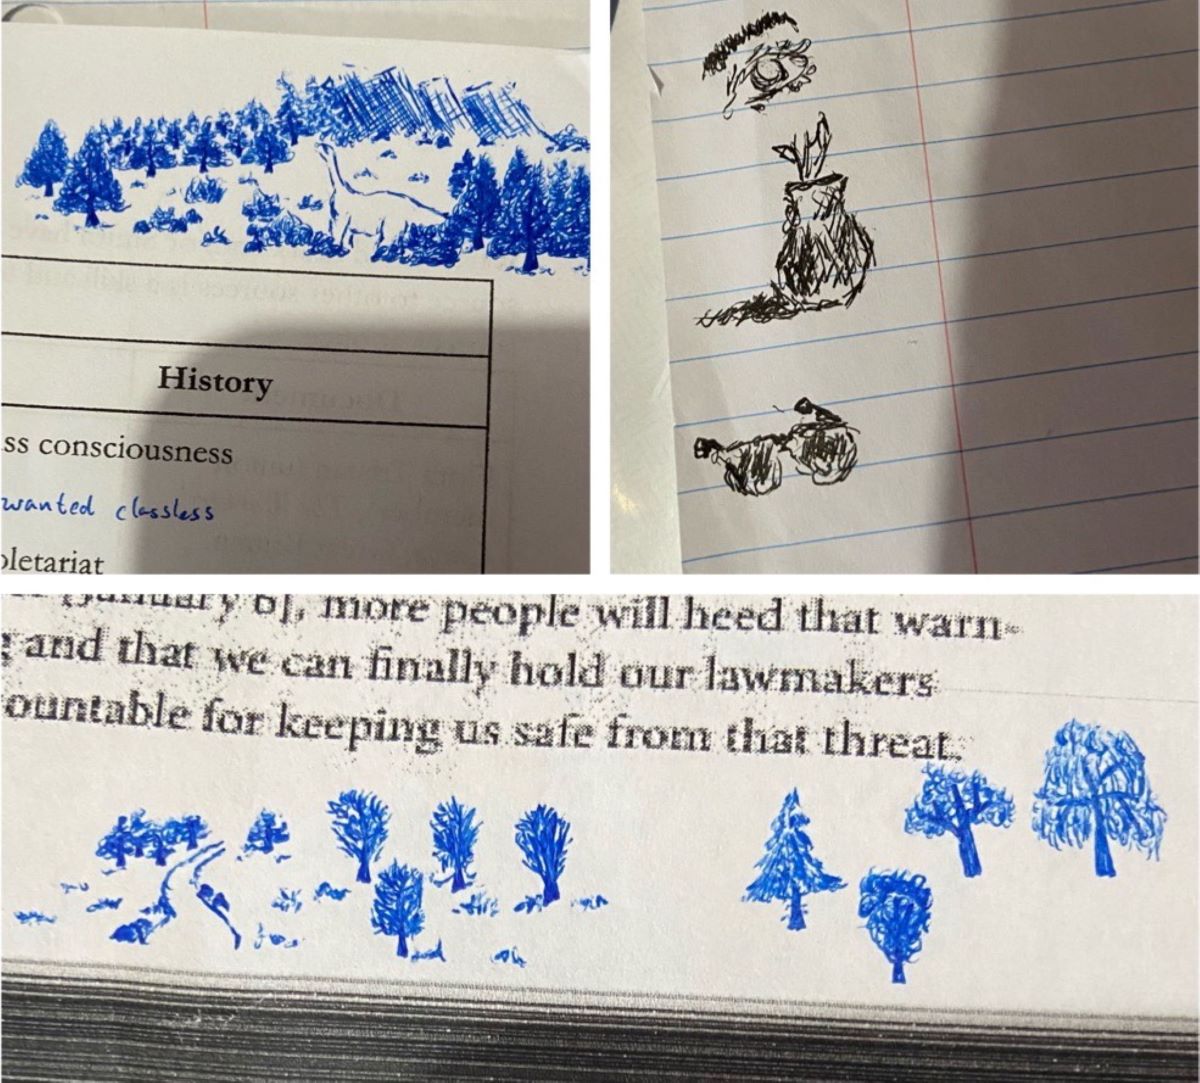 History
ss consciousness
wanted classless
oletariat
[January 6], more people will heed that warn-
g and that we can finally hold our lawmakers
ountable for keeping us safe from that threat.